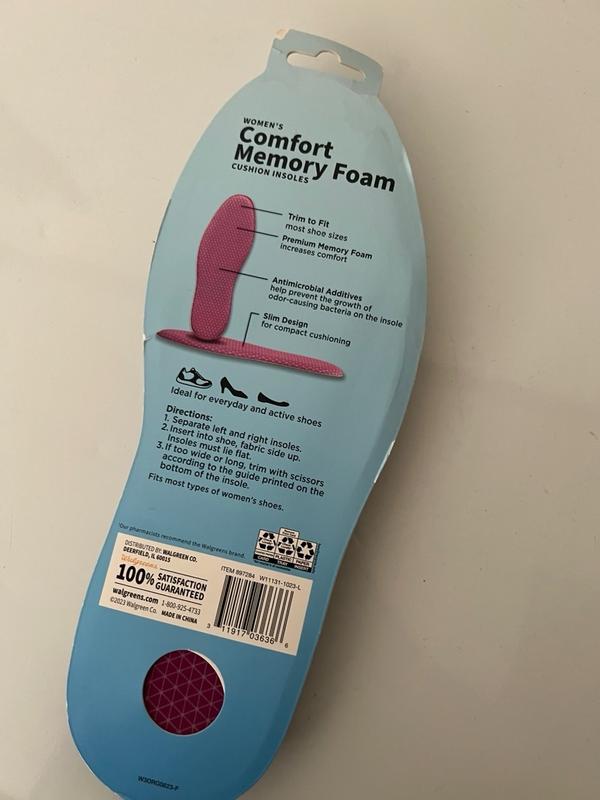 WOMEN'S
Comfort
Memory Foam
CUSHION INSOLES
Trim to Fit
most shoe sizes
Premium Memory Foam
increases comfort
Antimicrobial Additives
help prevent the growth of
odor-causing bacteria on the insole
Slim Design
for compact cushioning
Ideal for everyday and active shoes
Directions:
1. Separate left and right insoles.
2. Insert into shoe, fabric side up.
Insoles must lie flat.
3. If too wide or long, trim with scissors
according to the guide printed on the
bottom of the insole.
Fits most types of women's shoes.
*Our pharmacists recommend the Walgreens brand.
DISTRIBUTED BY: WALGREEN CO.
DEERFIELD, IL 60015
Walgreens
100% SATISFACTION
GUARANTEED
walgreens.com 1-800-925-4733
©2023 Walgreen Co. MADE IN CHINA
ITEM 897284 W11131-1023-L
3 11917 03636 6
W3ORG0823-F